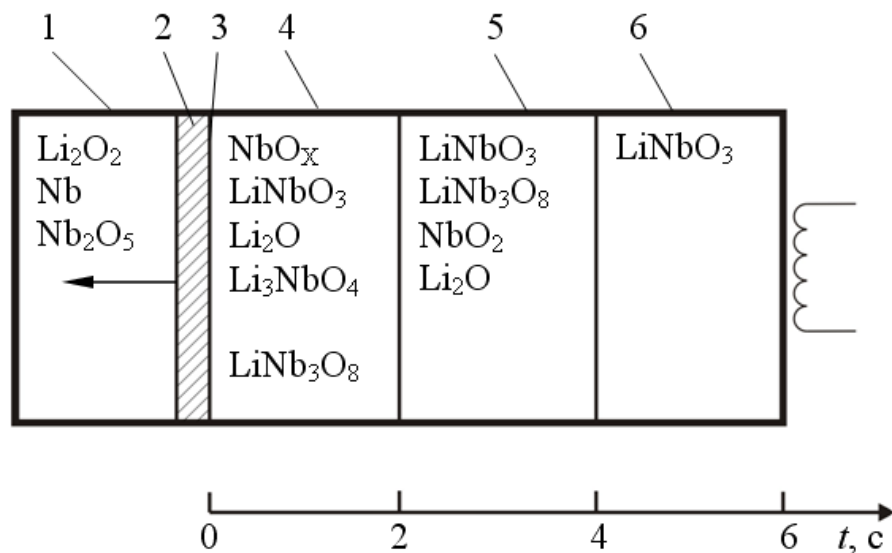 1 2 3 4 5 6
Li₂O₂ NbOₓ LiNbO₃ LiNbO₃
Nb LiNbO₃ LiNb₃O₈
Nb₂O₅ Li₂O NbO₂
Li₃NbO₄ Li₂O
LiNb₃O₈
0 2 4 6 t, с